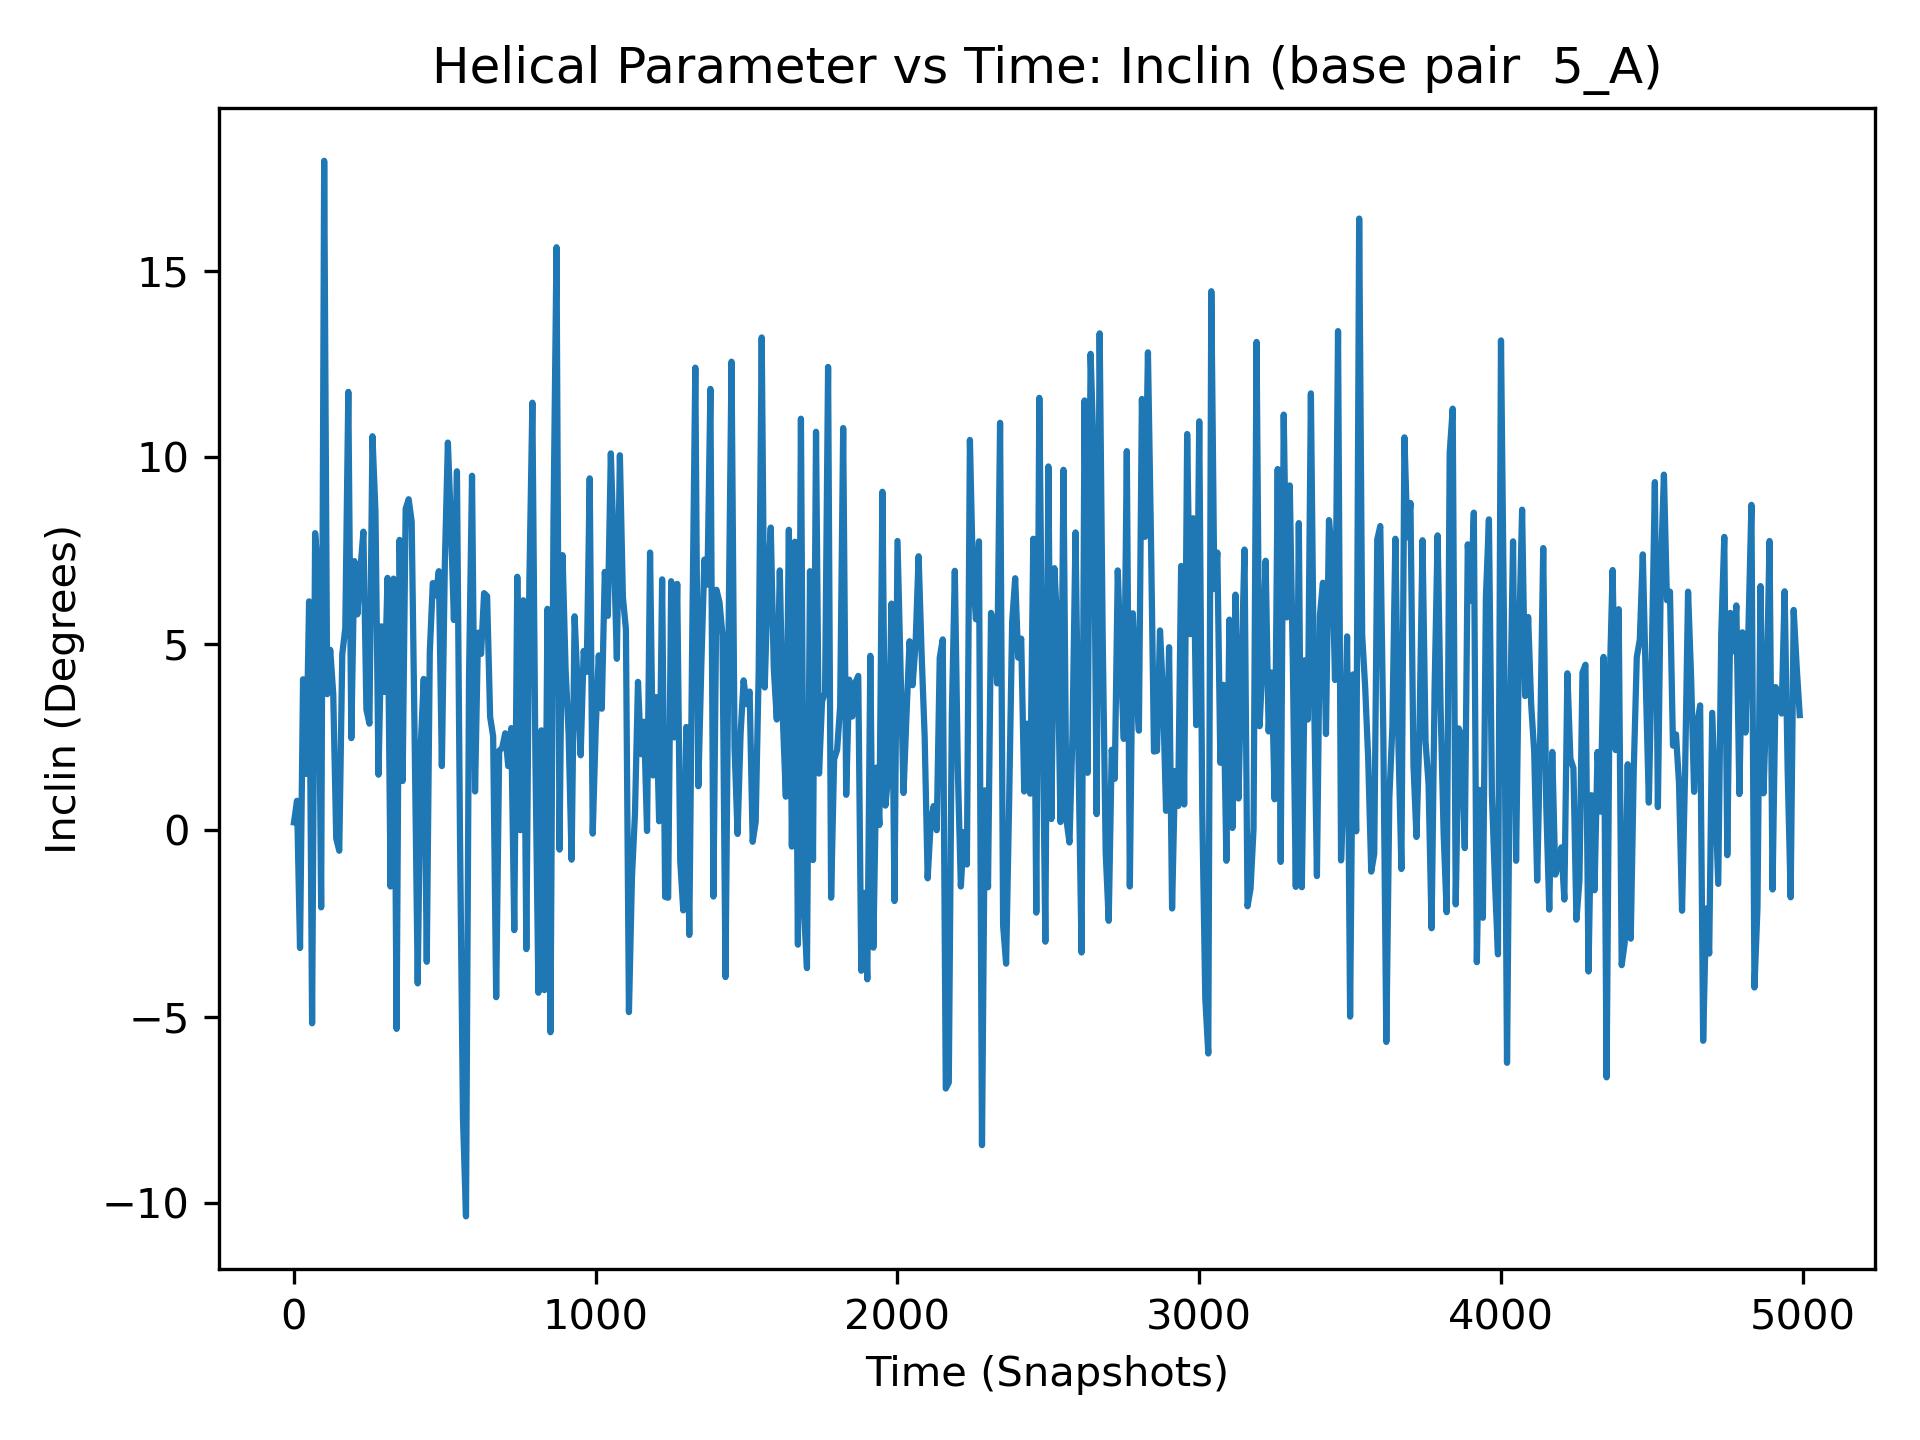 Helical Parameter vs Time: Inclin (base pair  5_A)
Inclin (Degrees)
15
10
5
0
−5
−10
0 1000 2000 3000 4000 5000
Time (Snapshots)